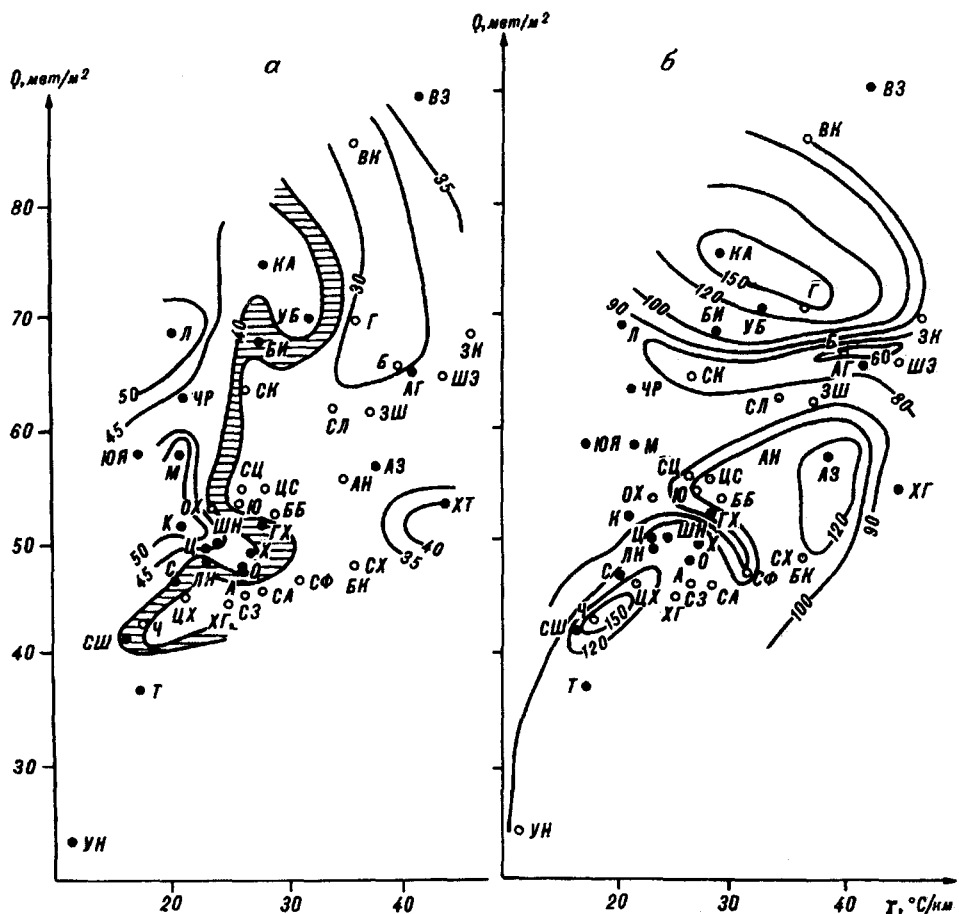 Q, мвт/м² а
80
70
60
50
40
30
20 30 40
ВЗ
ВК
35
КА
30
УБ
Г
40
БИ
Л
ЗК
Б
АГ
ШЭ
50
ЧР
СК
45
СЛ
ЗШ
ЮЯ
М
СЦ
ЦС
АН
АЗ
ОХ
Ю
ББ
ХТ
К
ШН
ГХ
50
Ц
Х
40
45
35
С
ЛН
О
А
СФ
СХ
БК
ЦХ
ХГ
СЗ
СА
СШ
Ч
Т
УН
Q, мвт/м² б
ВЗ
ВК
КА
150
Г
120
100
УБ
90
БИ
Л
ЗК
Б
60
АГ
ШЭ
СК
ЧР
80
СЛ
ЗШ
ЮЯ
М
СЦ
ЦС
АН
АЗ
ОХ
Ю
ББ
ХГ
К
ГХ
120
90
Ц
ШН
Х
ЛН
О
СХ
БК
С
А
СФ
100
ЦХ
ХГ
СЗ
СА
Ч
СШ
150
120
Т
УН
20 30 40 γ, °С/км